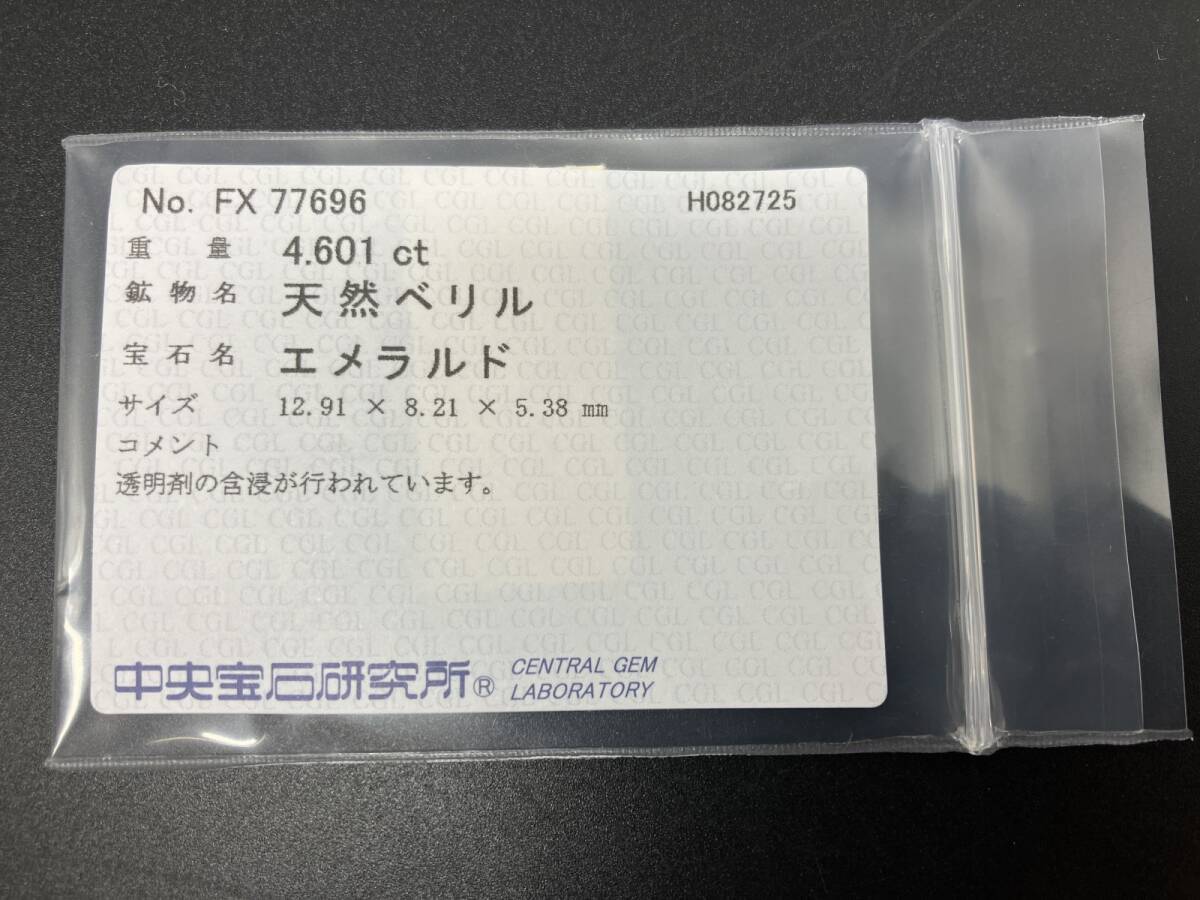 No. FX 77696 H082725
重量 4.601 ct
鉱物名 天然ベリル
宝石名 エメラルド
サイズ 12.91 × 8.21 × 5.38 mm
コメント
透明剤の含浸が行われています。
中央宝石研究所® CENTRAL GEM
LABORATORY